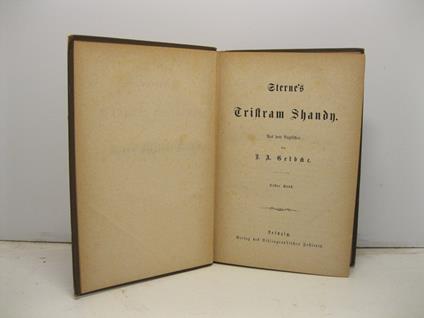 Sterne's
Tristram Shandy.
Aus dem Englischen
von
F. A. Gelbcke.
Erster Band.
Leipzig.
Verlag des Bibliographischen Instituts.